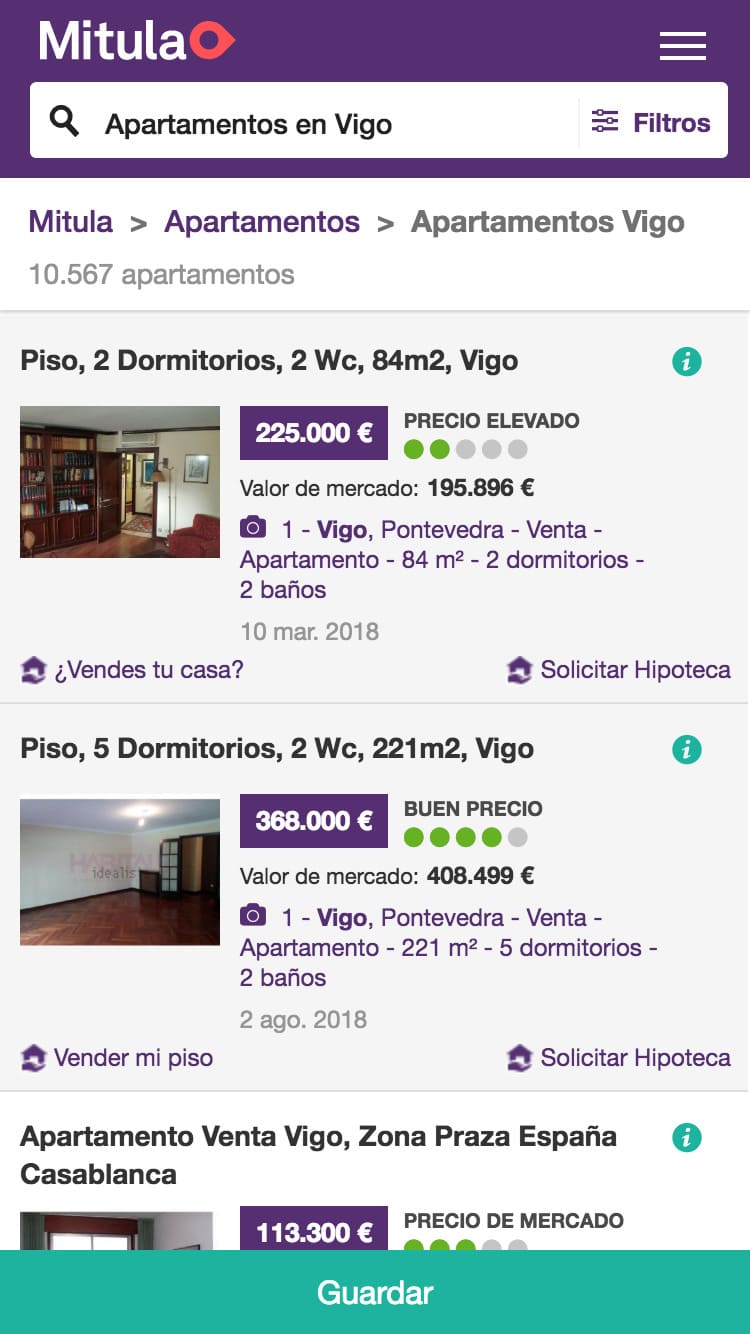 Mitula
Apartamentos en Vigo
Filtros
Mitula > Apartamentos > Apartamentos Vigo
10.567 apartamentos
Piso, 2 Dormitorios, 2 Wc, 84m2, Vigo
i
225.000 €
PRECIO ELEVADO
Valor de mercado: 195.896 €
1 - Vigo, Pontevedra - Venta -
Apartamento - 84 m² - 2 dormitorios -
2 baños
10 mar. 2018
¿Vendes tu casa?
Solicitar Hipoteca
Piso, 5 Dormitorios, 2 Wc, 221m2, Vigo
i
idealis
368.000 €
BUEN PRECIO
Valor de mercado: 408.499 €
1 - Vigo, Pontevedra - Venta -
Apartamento - 221 m² - 5 dormitorios -
2 baños
2 ago. 2018
Vender mi piso
Solicitar Hipoteca
Apartamento Venta Vigo, Zona Praza España
Casablanca
i
113.300 €
PRECIO DE MERCADO
Guardar